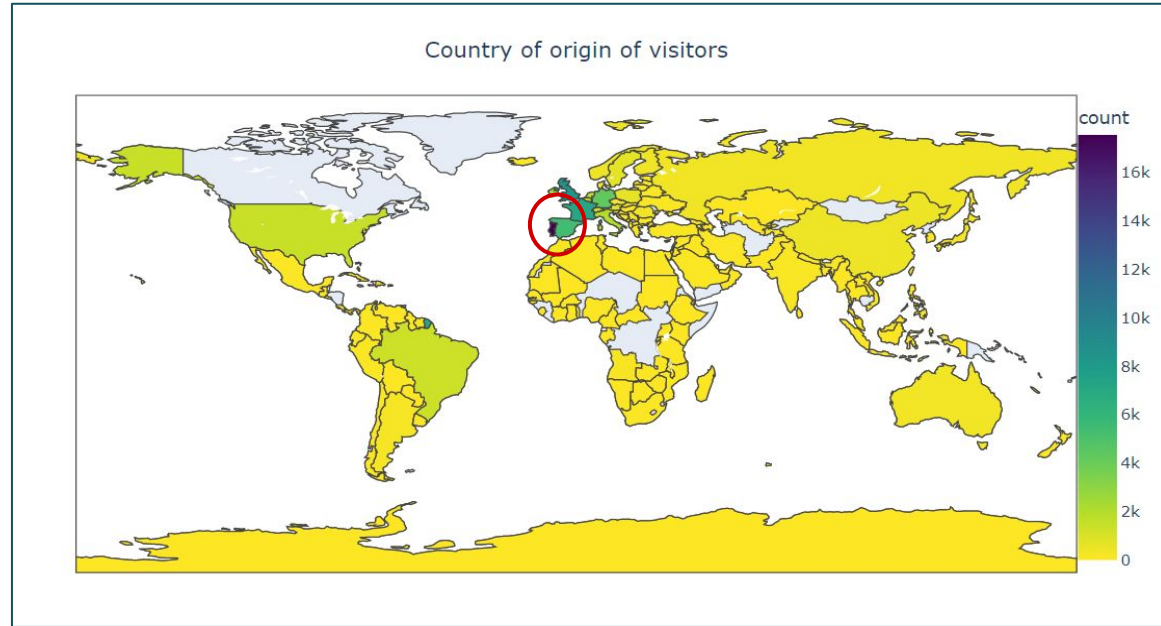 Country of origin of visitors
count
16k
14k
12k
10k
8k
6k
4k
2k
0